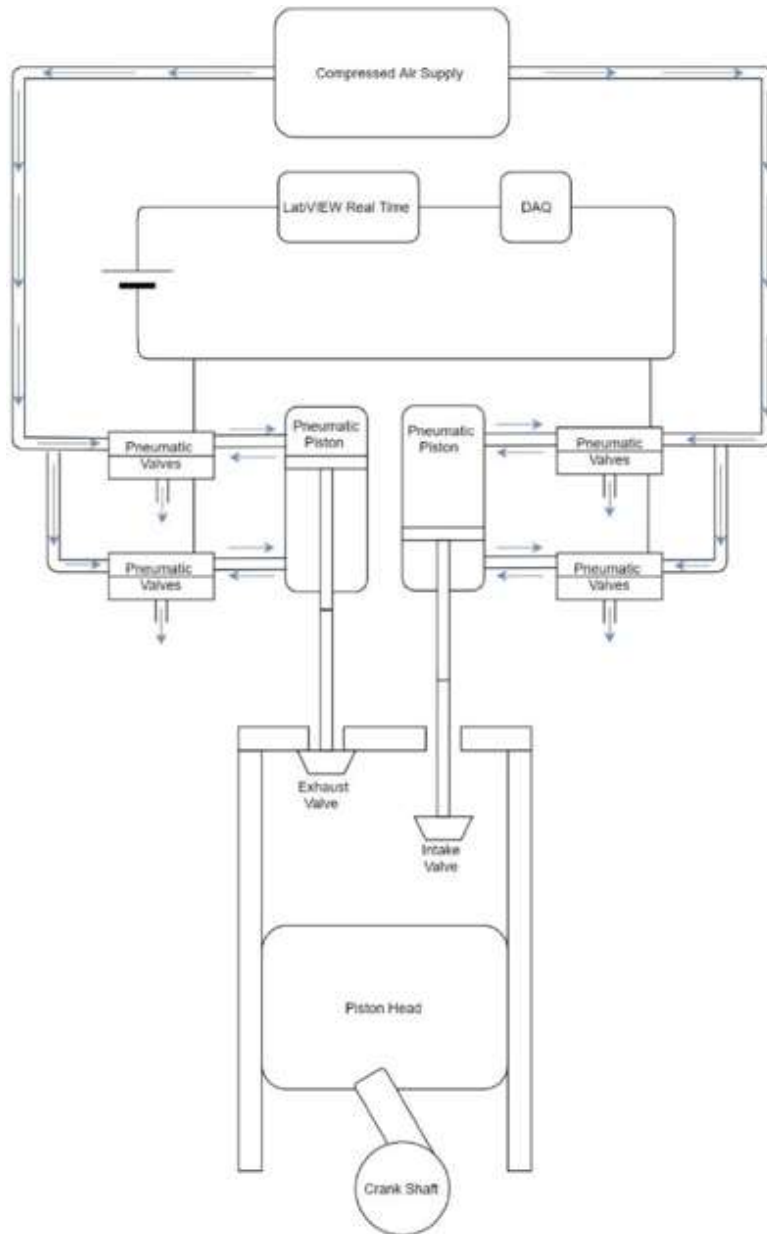 Compressed Air Supply
LabVIEW Real Time
DAQ
Pneumatic
Piston
Pneumatic
Piston
Pneumatic
Valves
Pneumatic
Valves
Pneumatic
Valves
Pneumatic
Valves
Exhaust
Valve
Intake
Valve
Piston Head
Crank Shaft